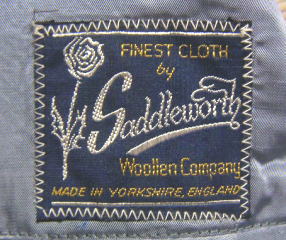 FINEST CLOTH
by
Saddleworth
Woollen Company
MADE IN YORKSHIRE, ENGLAND